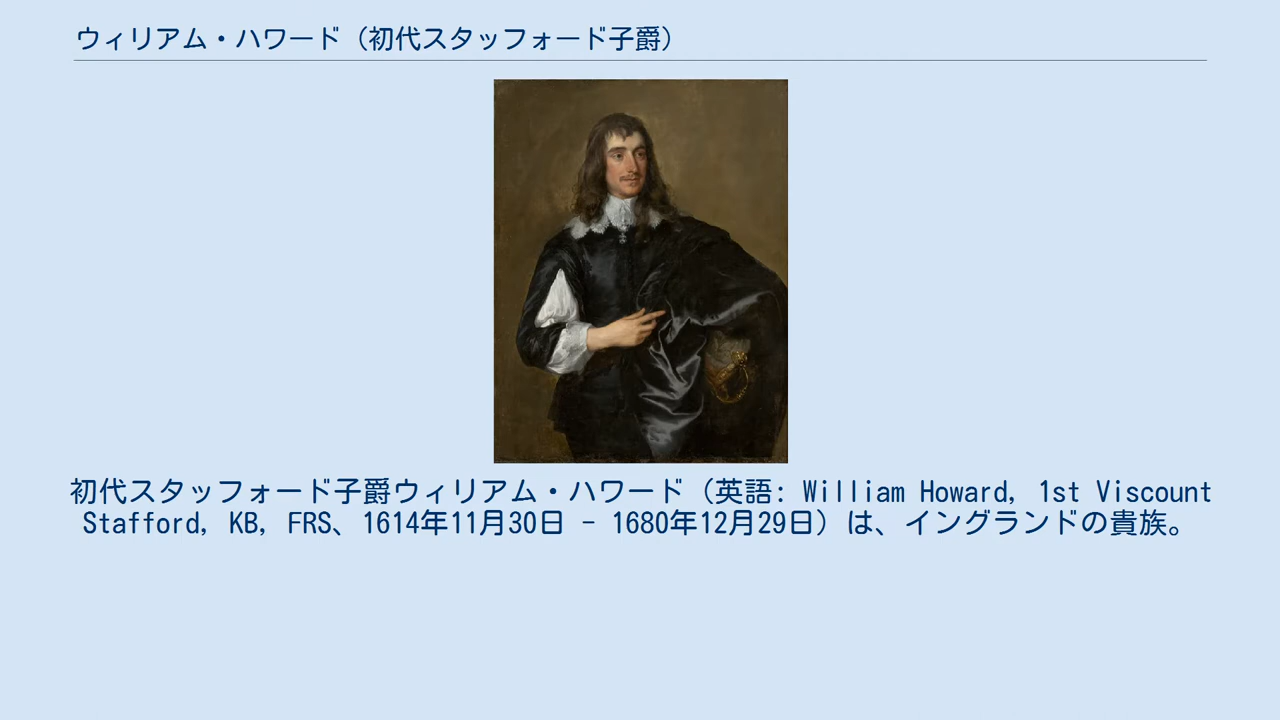 ウィリアム・ハワード（初代スタッフォード子爵）
初代スタッフォード子爵ウィリアム・ハワード（英語: William Howard, 1st Viscount
Stafford, KB, FRS、1614年11月30日 - 1680年12月29日）は、イングランドの貴族。